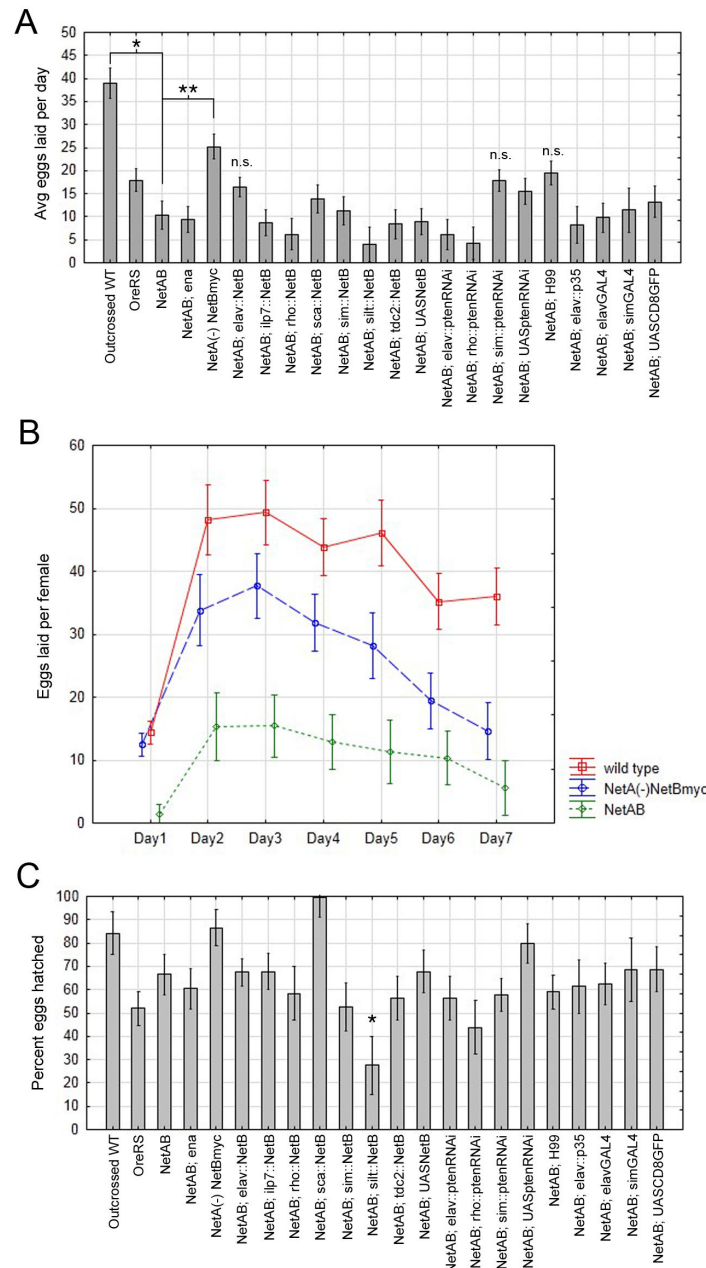 A
Avg eggs laid per day
50
45
40
35
30
25
20
15
10
5
0
*
**
n.s.
n.s.
n.s.
Outcrossed WT
OreRS
NetAB
NetAB; ena
NetA(-) NetBmyc
NetAB; elav::NetB
NetAB; ilp7::NetB
NetAB; rho::NetB
NetAB; sca::NetB
NetAB; sim::NetB
NetAB; silt::NetB
NetAB; tdc2::NetB
NetAB; UASNetB
NetAB; elav::ptenRNAi
NetAB; rho::ptenRNAi
NetAB; sim::ptenRNAi
NetAB; UASptenRNAi
NetAB; H99
NetAB; elav::p35
NetAB; elavGAL4
NetAB; simGAL4
NetAB; UASCD8GFP
B
Eggs laid per female
60
50
40
30
20
10
0
Day1 Day2 Day3 Day4 Day5 Day6 Day7
wild type
NetA(-)NetBmyc
NetAB
C
Percent eggs hatched
100
90
80
70
60
50
40
30
20
10
0
*
Outcrossed WT
OreRS
NetAB
NetAB; ena
NetA(-) NetBmyc
NetAB; elav::NetB
NetAB; ilp7::NetB
NetAB; rho::NetB
NetAB; sca::NetB
NetAB; sim::NetB
NetAB; silt::NetB
NetAB; tdc2::NetB
NetAB; UASNetB
NetAB; elav::ptenRNAi
NetAB; rho::ptenRNAi
NetAB; sim::ptenRNAi
NetAB; UASptenRNAi
NetAB; H99
NetAB; elav::p35
NetAB; elavGAL4
NetAB; simGAL4
NetAB; UASCD8GFP